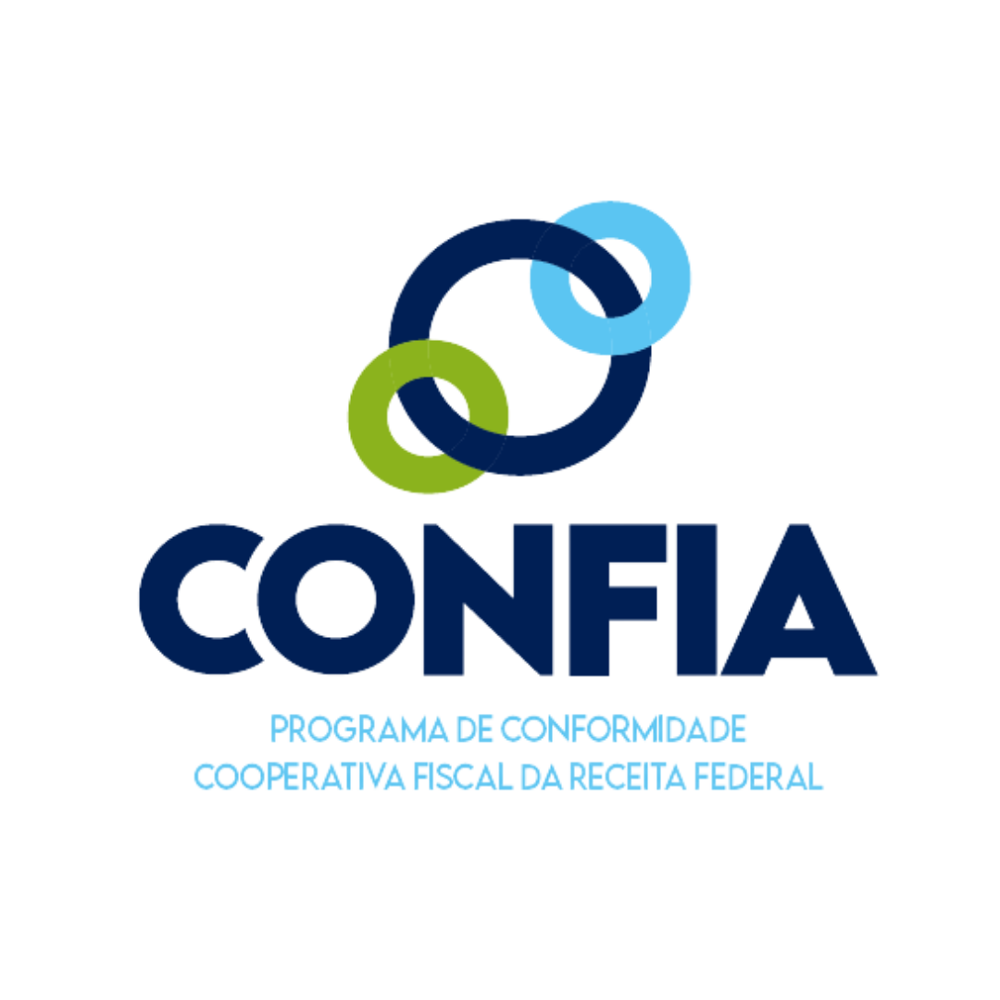 CONFIA
PROGRAMA DE CONFORMIDADE
COOPERATIVA FISCAL DA RECEITA FEDERAL